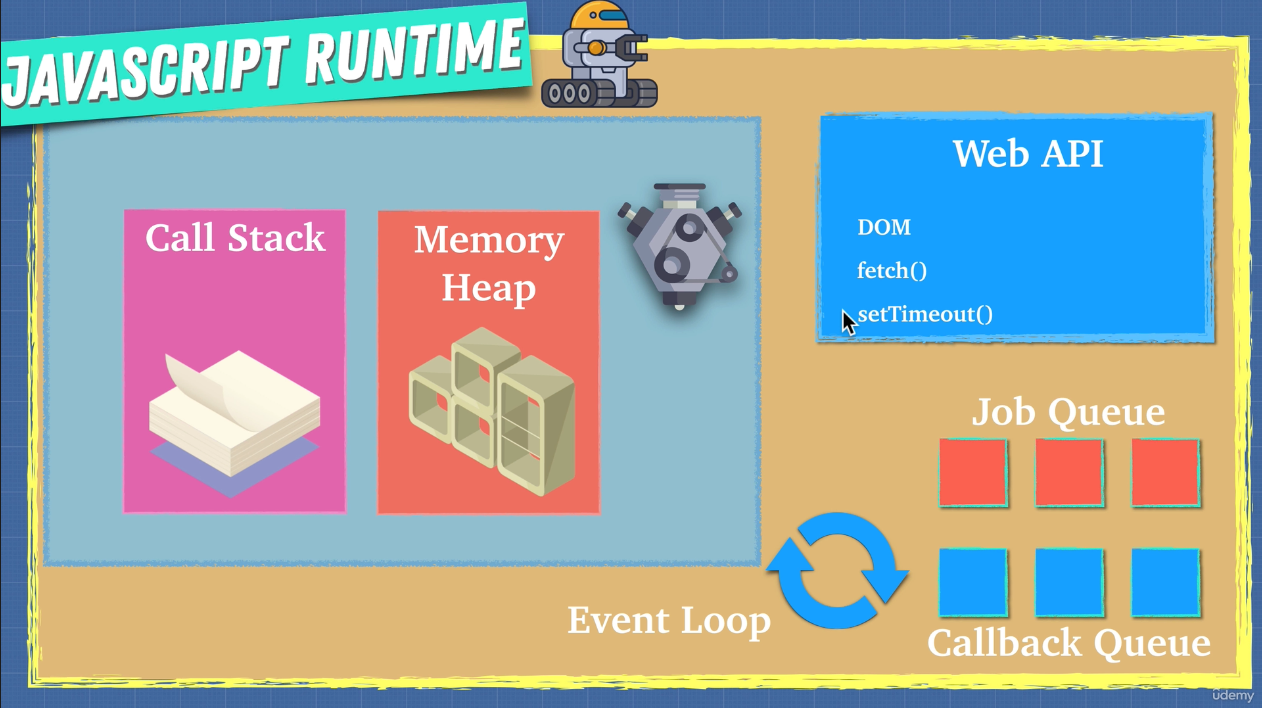 JAVASCRIPT RUNTIME
Call Stack
Memory
Heap
Web API
DOM
fetch()
setTimeout()
Job Queue
Event Loop
Callback Queue
udemy